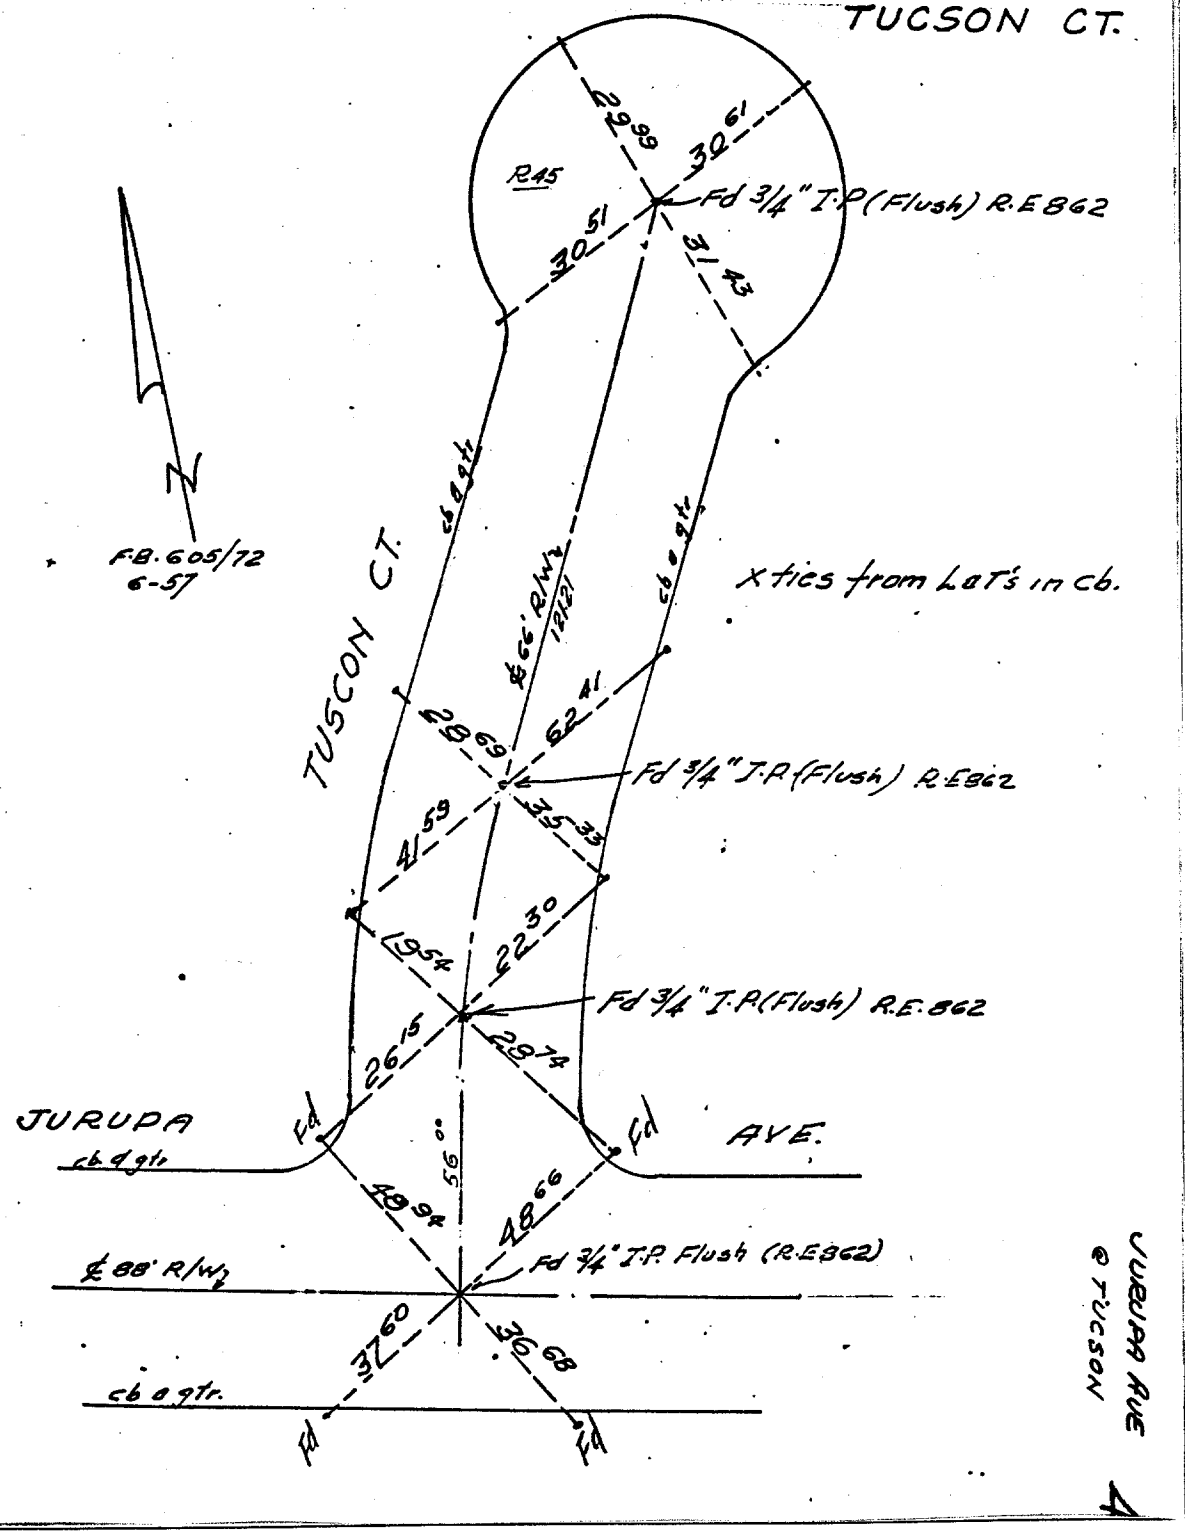 TUCSON CT.
29 99
30 61
R45
Fd 3/4" I.P (Flush) R.E 862
30 51
31 43
N
F.B. 605/72
6-57
cb a gtr
cb a gtr
TUSCON CT.
℄ 66' R/W
x ties from L&T's in cb.
28 69
62 41
Fd 3/4" I.P. (Flush) R.E 862
41 59
35 33
19 54
22 30
Fd 3/4" I.P. (Flush) R.E. 862
26 15
29 74
JURUPA AVE.
Fd
Fd
cb d gtr
56 00
48 94
48 66
℄ 88' R/W
Fd 3/4" I.P. Flush (R.E 862)
37 60
36 68
cb a gtr.
Fd
Fd
JURUPA AVE
@ TUCSON
4